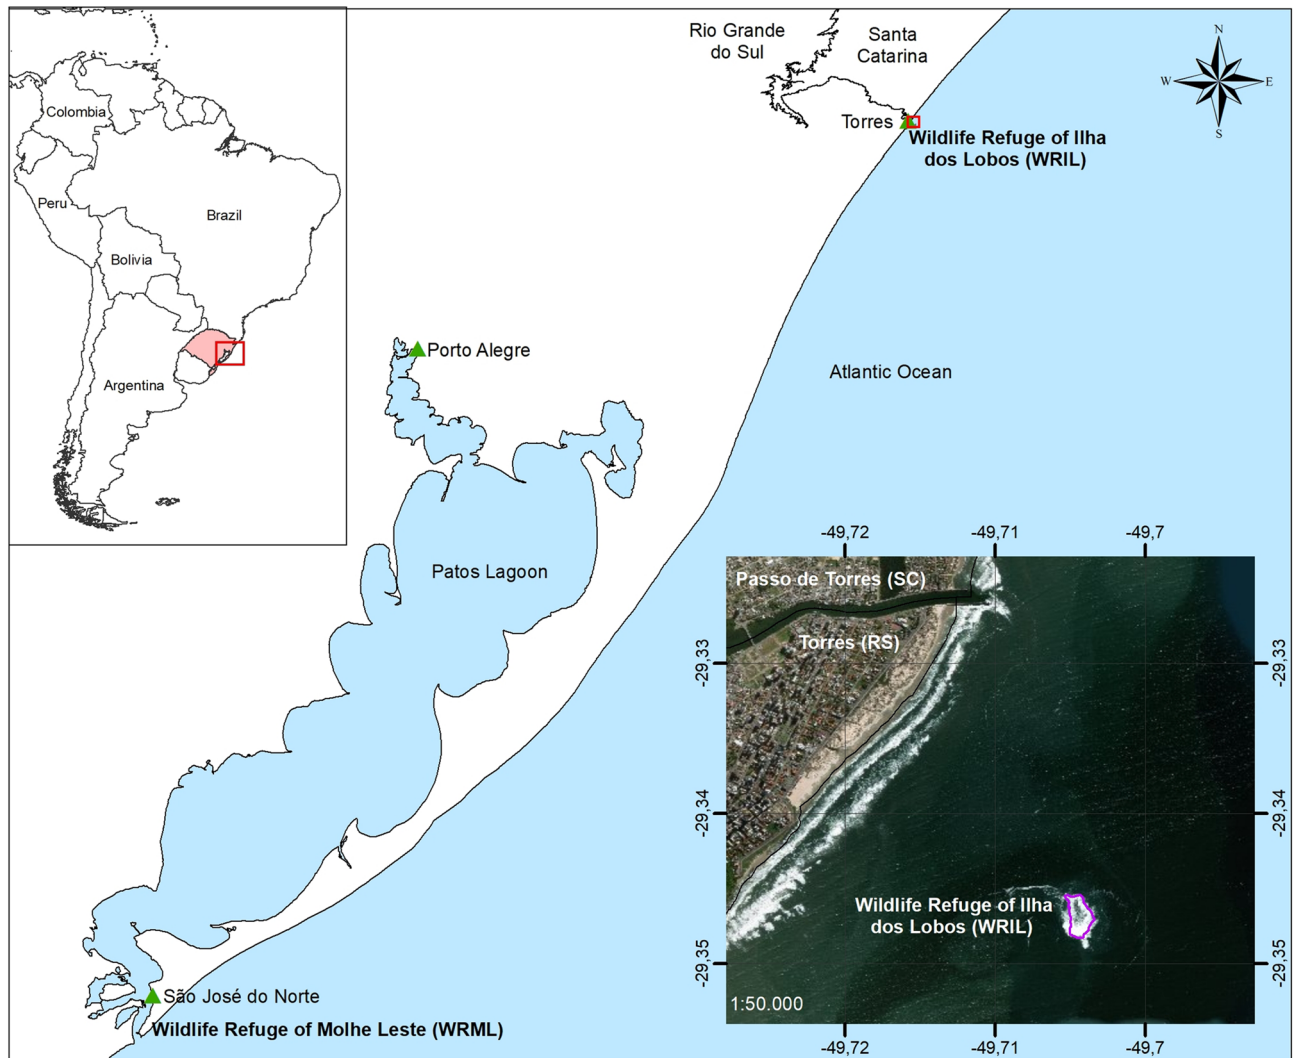 Rio Grande
do Sul
Santa
Catarina
N
W
E
S
Colombia
Torres
Wildlife Refuge of Ilha
dos Lobos (WRIL)
Peru
Brazil
Bolivia
Argentina
Porto Alegre
Atlantic Ocean
Patos Lagoon
-49,72
-49,71
-49,7
Passo de Torres (SC)
Torres (RS)
-29,33
-29,33
-29,34
-29,34
Wildlife Refuge of Ilha
dos Lobos (WRIL)
-29,35
-29,35
1:50.000
-49,72
-49,71
-49,7
São José do Norte
Wildlife Refuge of Molhe Leste (WRML)